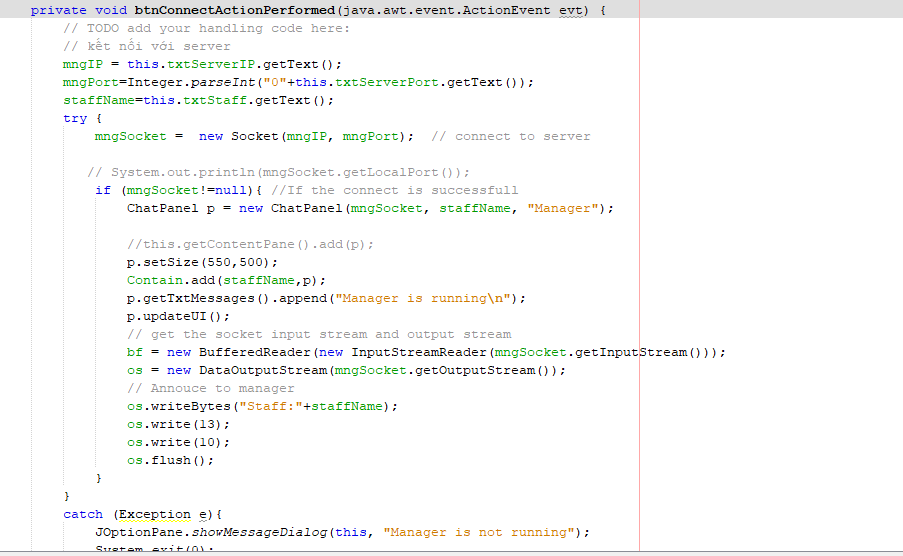 private void btnConnectActionPerformed(java.awt.event.ActionEvent evt) {
// TODO add your handling code here:
// kết nối với server
mngIP = this.txtServerIP.getText();
mngPort=Integer.parseInt("0"+this.txtServerPort.getText());
staffName=this.txtStaff.getText();
try {
mngSocket =  new Socket(mngIP, mngPort);  // connect to server
// System.out.println(mngSocket.getLocalPort());
if (mngSocket!=null){ //If the connect is successfull
ChatPanel p = new ChatPanel(mngSocket, staffName, "Manager");
//this.getContentPane().add(p);
p.setSize(550,500);
Contain.add(staffName,p);
p.getTxtMessages().append("Manager is running\n");
p.updateUI();
// get the socket input stream and output stream
bf = new BufferedReader(new InputStreamReader(mngSocket.getInputStream()));
os = new DataOutputStream(mngSocket.getOutputStream());
// Annouce to manager
os.writeBytes("Staff:"+staffName);
os.write(13);
os.write(10);
os.flush();
}
}
catch (Exception e){
JOptionPane.showMessageDialog(this, "Manager is not running");
System.exit(0);